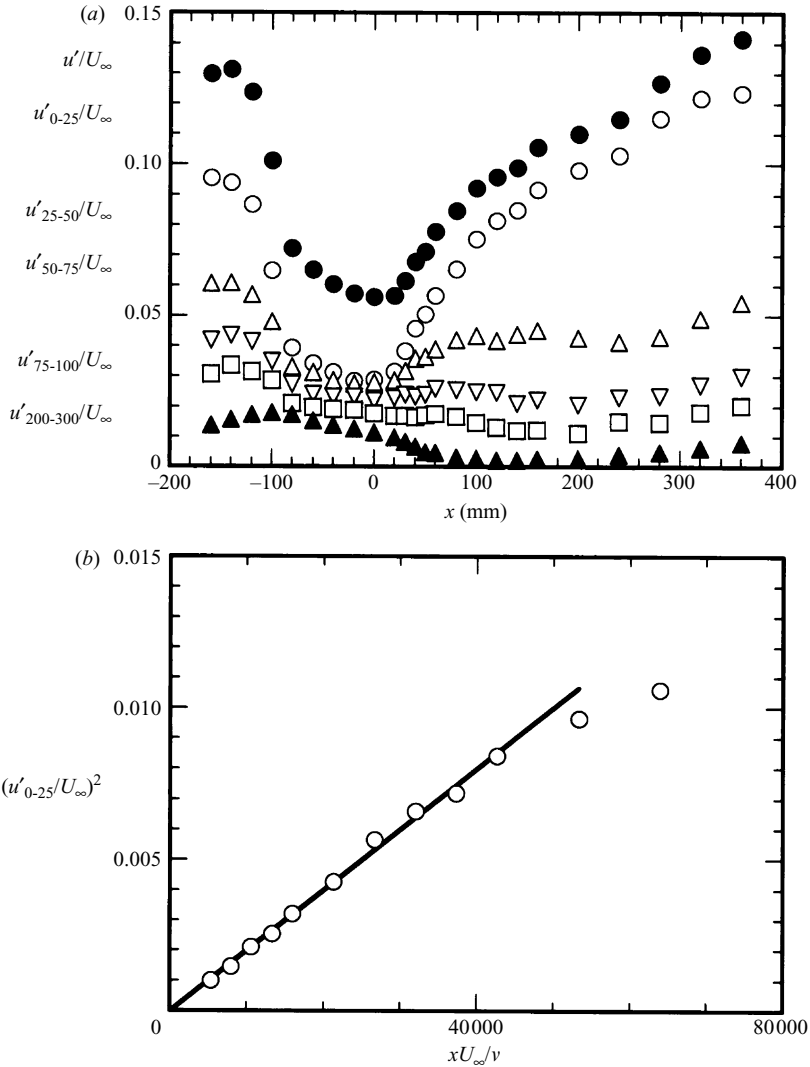 (a)
0.15
u′/U∞
u′0-25/U∞
0.10
u′25-50/U∞
u′50-75/U∞
0.05
u′75-100/U∞
u′200-300/U∞
0
–200 –100 0 100 200 300 400
x (mm)
(b)
0.015
0.010
(u′0-25/U∞)2
0.005
0 40000 80000
xU∞/ν